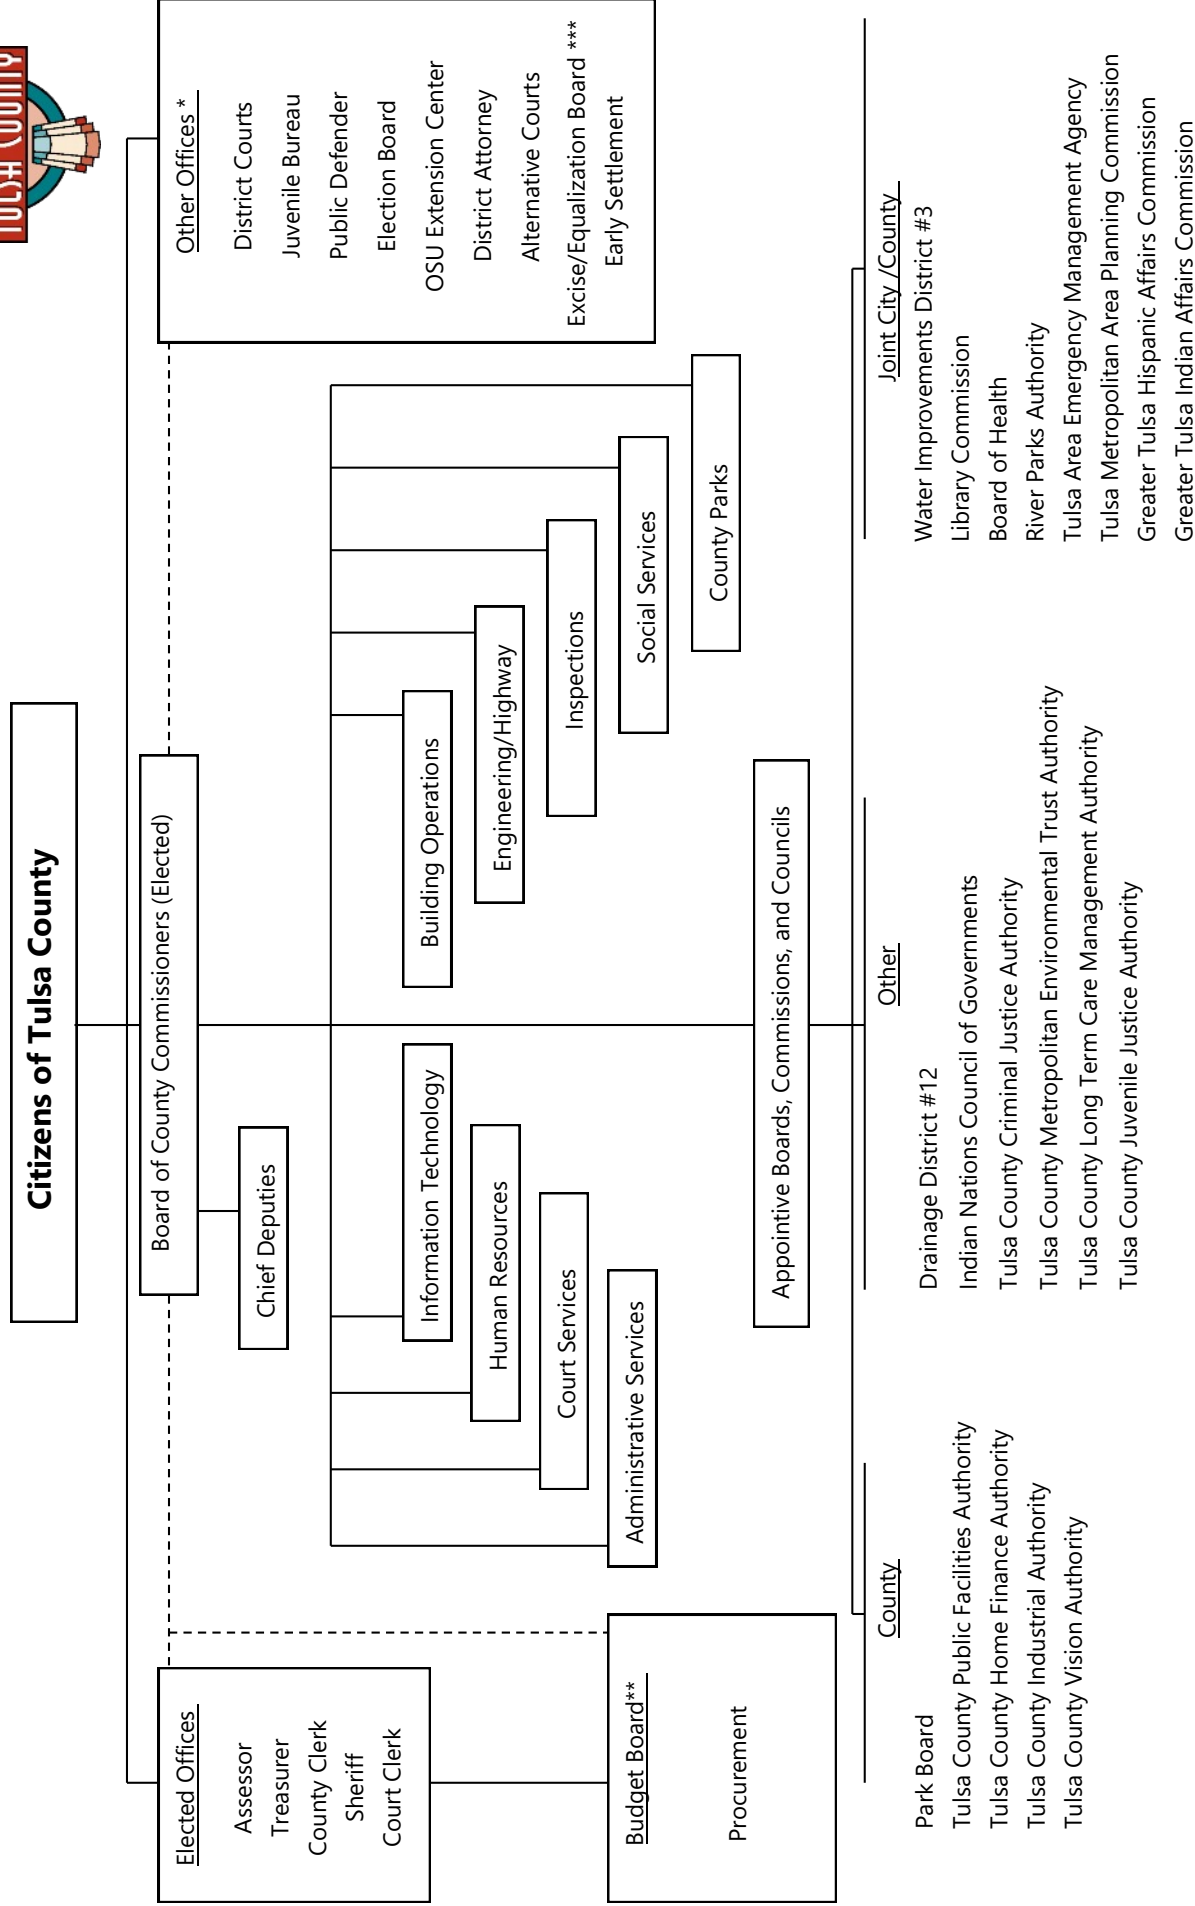 TULSA COUNTY
Citizens of Tulsa County
Board of County Commissioners (Elected)
Chief Deputies
Elected Offices
Assessor
Treasurer
County Clerk
Sheriff
Court Clerk
Other Offices *
District Courts
Juvenile Bureau
Public Defender
Election Board
OSU Extension Center
District Attorney
Alternative Courts
Excise/Equalization Board ***
Early Settlement
Information Technology
Human Resources
Court Services
Administrative Services
Building Operations
Engineering/Highway
Inspections
Social Services
County Parks
Budget Board**
Procurement
Appointive Boards, Commissions, and Councils
County
Park Board
Tulsa County Public Facilities Authority
Tulsa County Home Finance Authority
Tulsa County Industrial Authority
Tulsa County Vision Authority
Other
Drainage District #12
Indian Nations Council of Governments
Tulsa County Criminal Justice Authority
Tulsa County Metropolitan Environmental Trust Authority
Tulsa County Long Term Care Management Authority
Tulsa County Juvenile Justice Authority
Joint City /County
Water Improvements District #3
Library Commission
Board of Health
River Parks Authority
Tulsa Area Emergency Management Agency
Tulsa Metropolitan Area Planning Commission
Greater Tulsa Hispanic Affairs Commission
Greater Tulsa Indian Affairs Commission